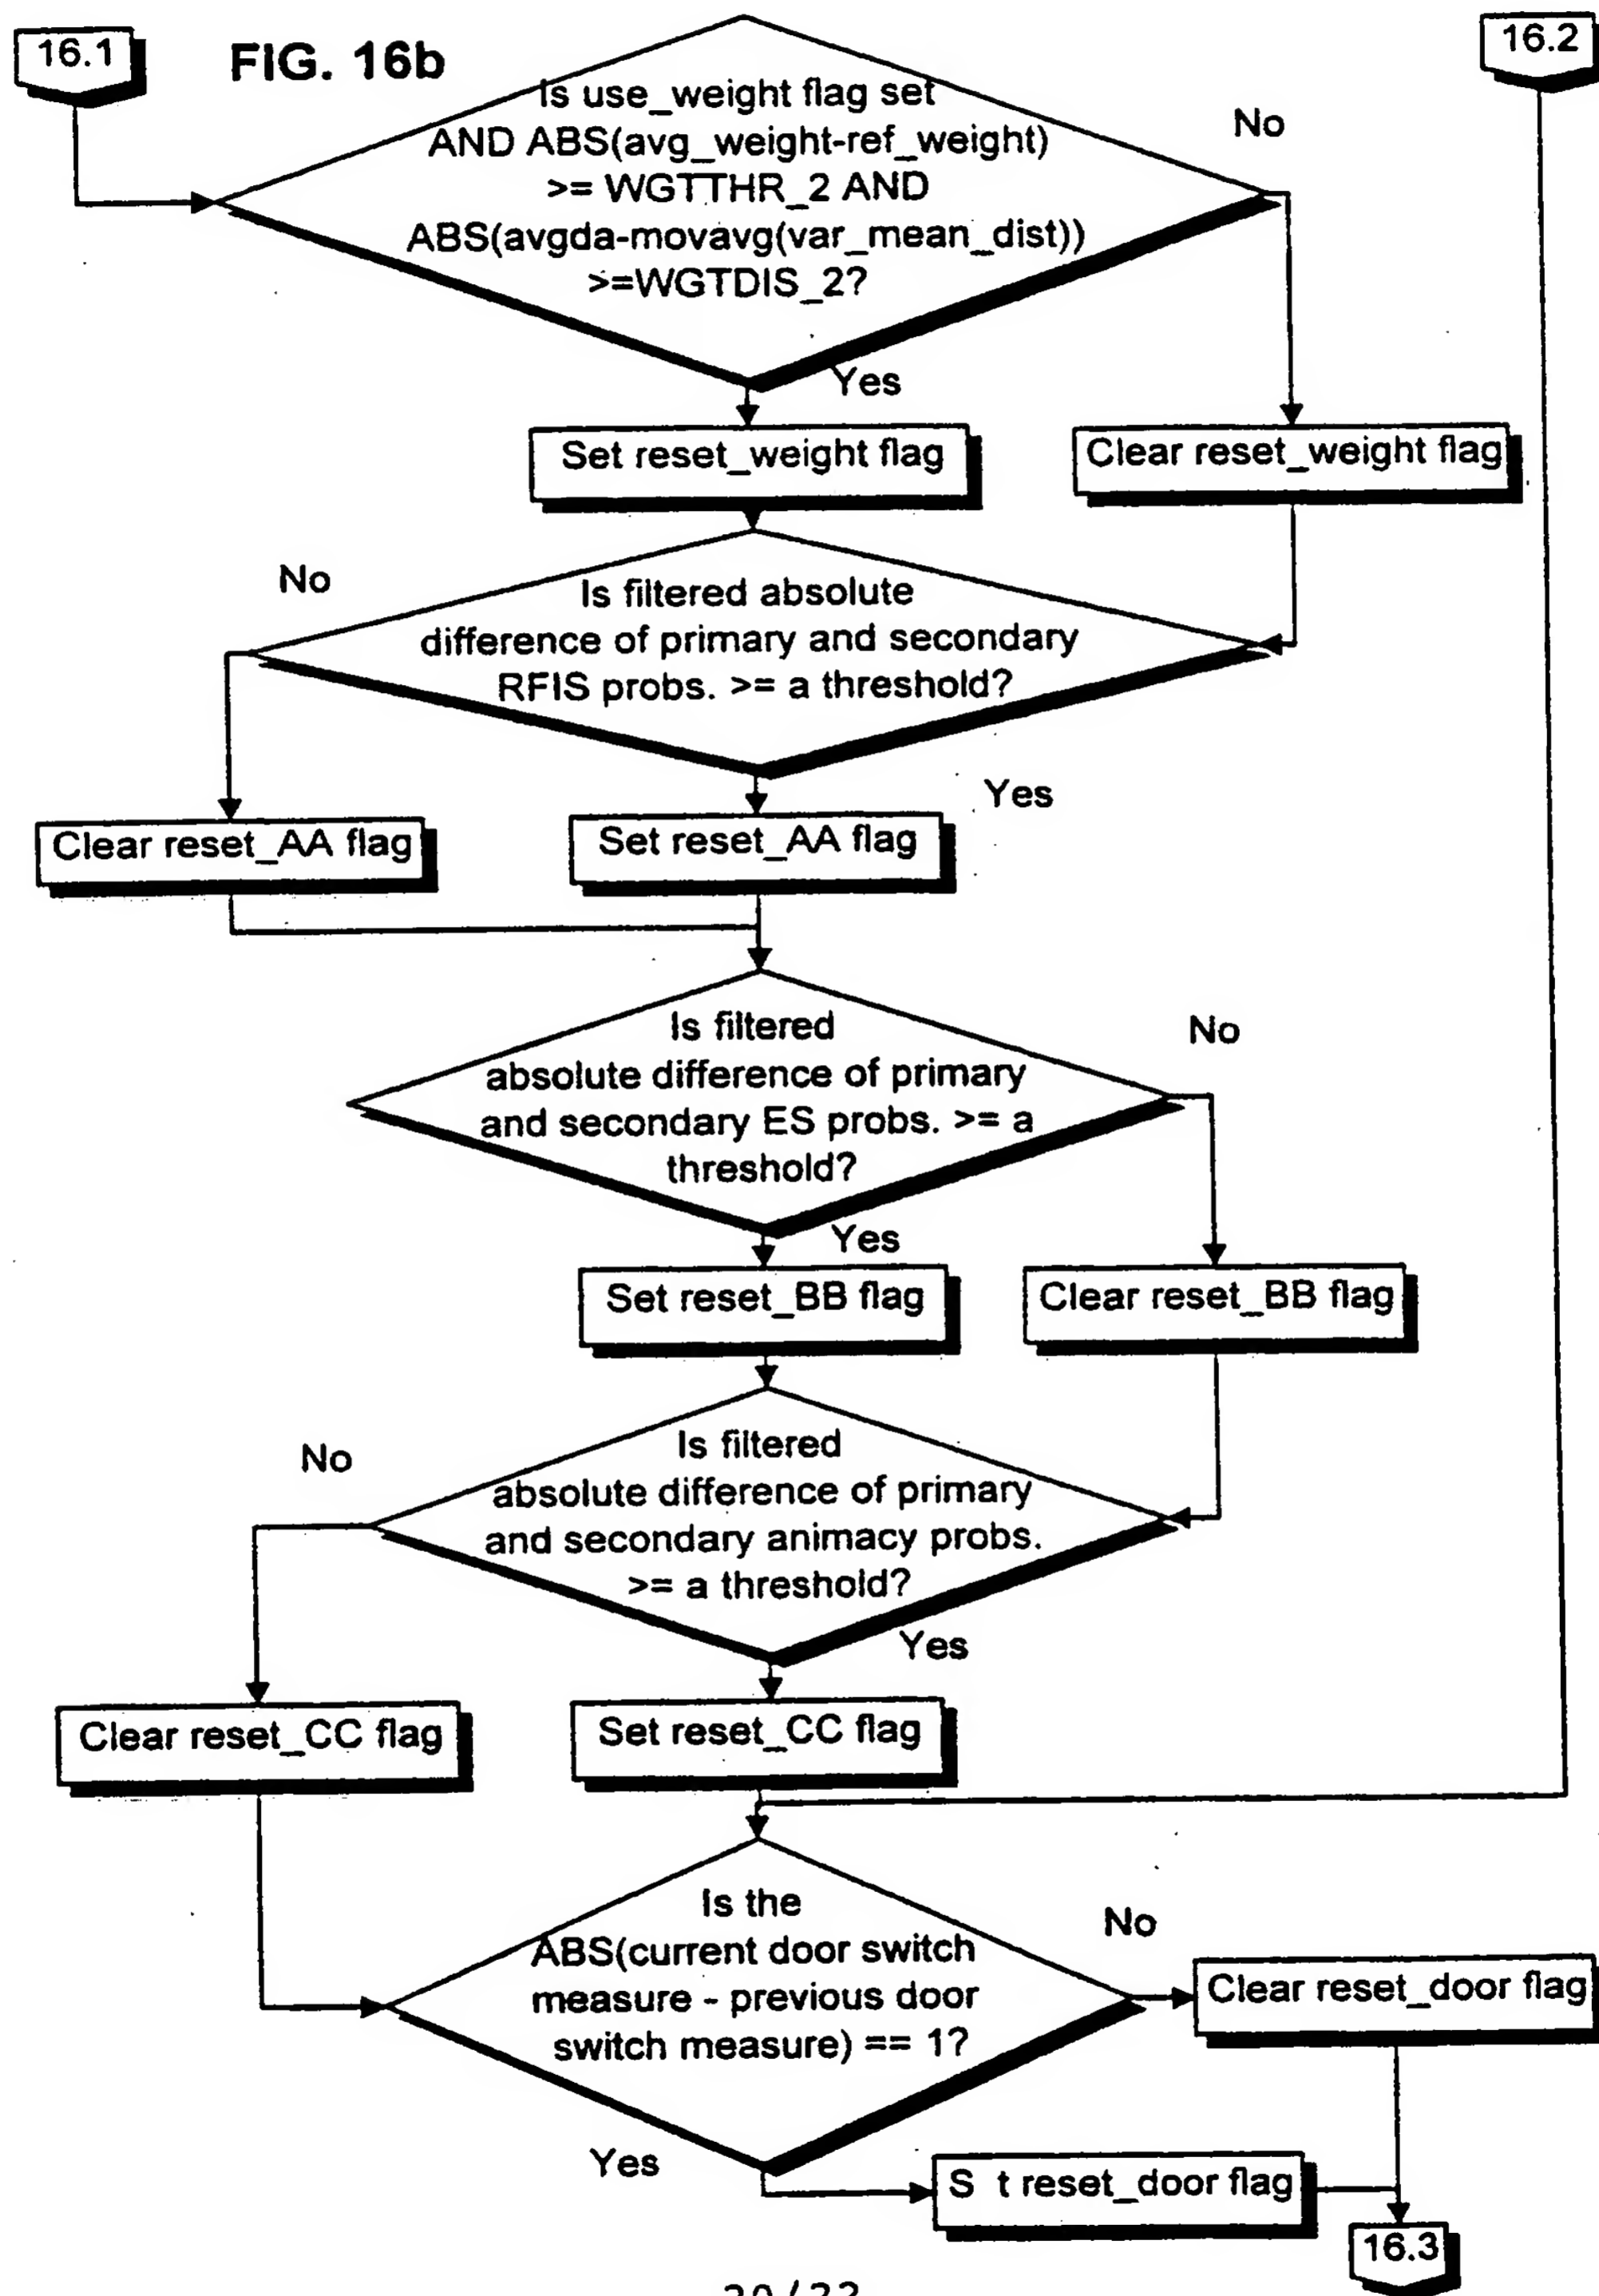 16.1
FIG. 16b
16.2
Is use_weight flag set
AND ABS(avg_weight-ref_weight)
>= WGTTHR_2 AND
ABS(avgda-movavg(var_mean_dist))
>=WGTDIS_2?
No
Yes
Set reset_weight flag
Clear reset_weight flag
No
Is filtered absolute
difference of primary and secondary
RFIS probs. >= a threshold?
Yes
Clear reset_AA flag
Set reset_AA flag
Is filtered
absolute difference of primary
and secondary ES probs. >= a
threshold?
No
Yes
Set reset_BB flag
Clear reset_BB flag
No
Is filtered
absolute difference of primary
and secondary animacy probs.
>= a threshold?
Yes
Clear reset_CC flag
Set reset_CC flag
Is the
ABS(current door switch
measure - previous door
switch measure) == 1?
No
Clear reset_door flag
Yes
S t reset_door flag
16.3